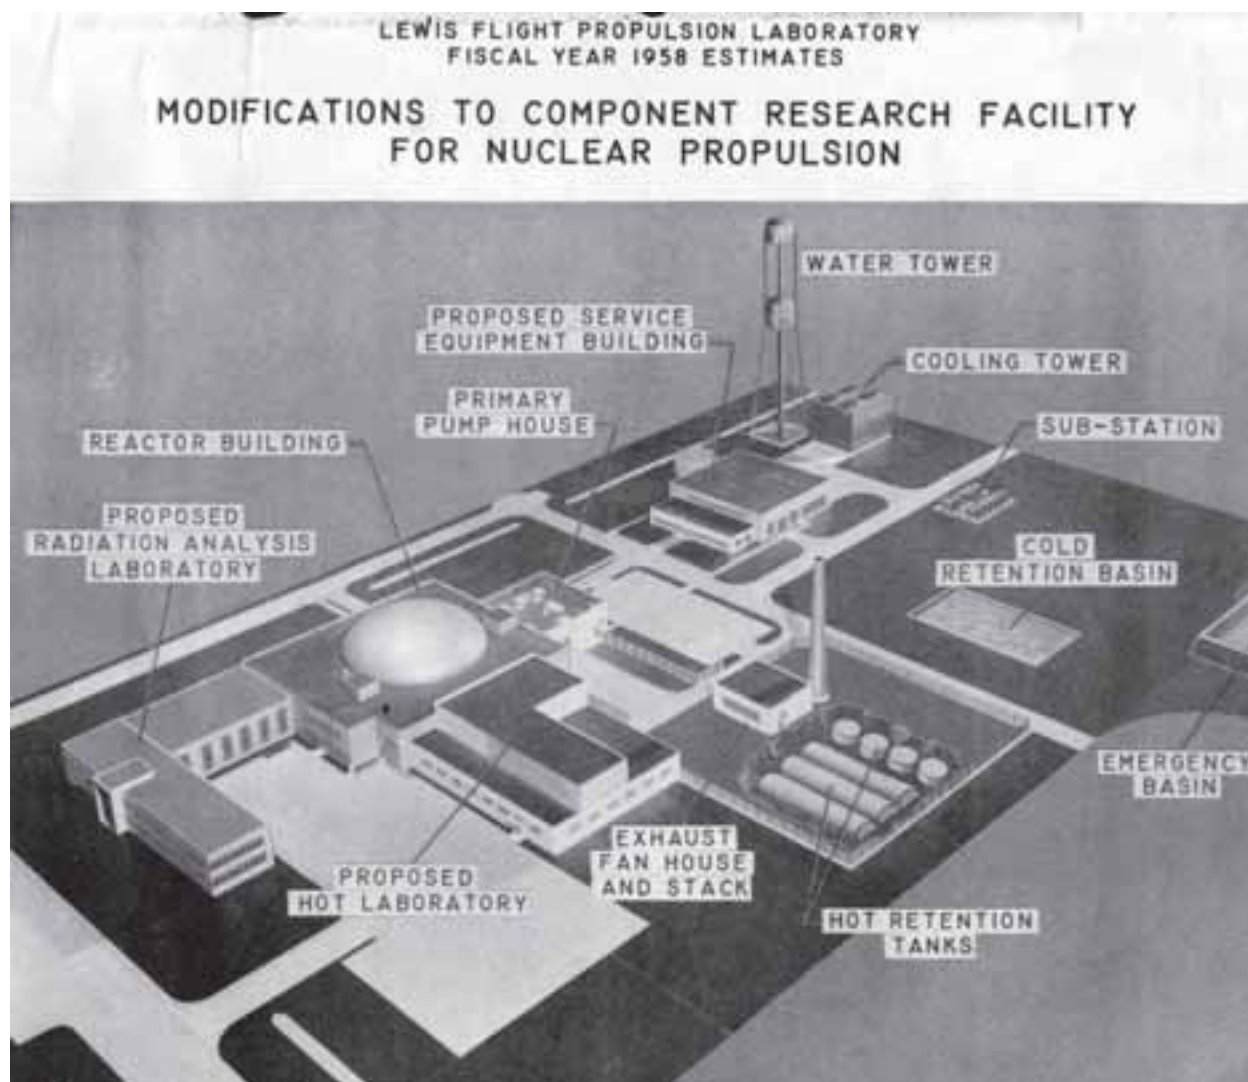 LEWIS FLIGHT PROPULSION LABORATORY
FISCAL YEAR 1958 ESTIMATES
MODIFICATIONS TO COMPONENT RESEARCH FACILITY
FOR NUCLEAR PROPULSION
WATER TOWER
PROPOSED SERVICE
EQUIPMENT BUILDING
COOLING TOWER
PRIMARY
PUMP HOUSE
SUB-STATION
REACTOR BUILDING
PROPOSED
RADIATION ANALYSIS
LABORATORY
COLD
RETENTION BASIN
EMERGENCY
BASIN
EXHAUST
FAN HOUSE
AND STACK
PROPOSED
HOT LABORATORY
HOT RETENTION
TANKS